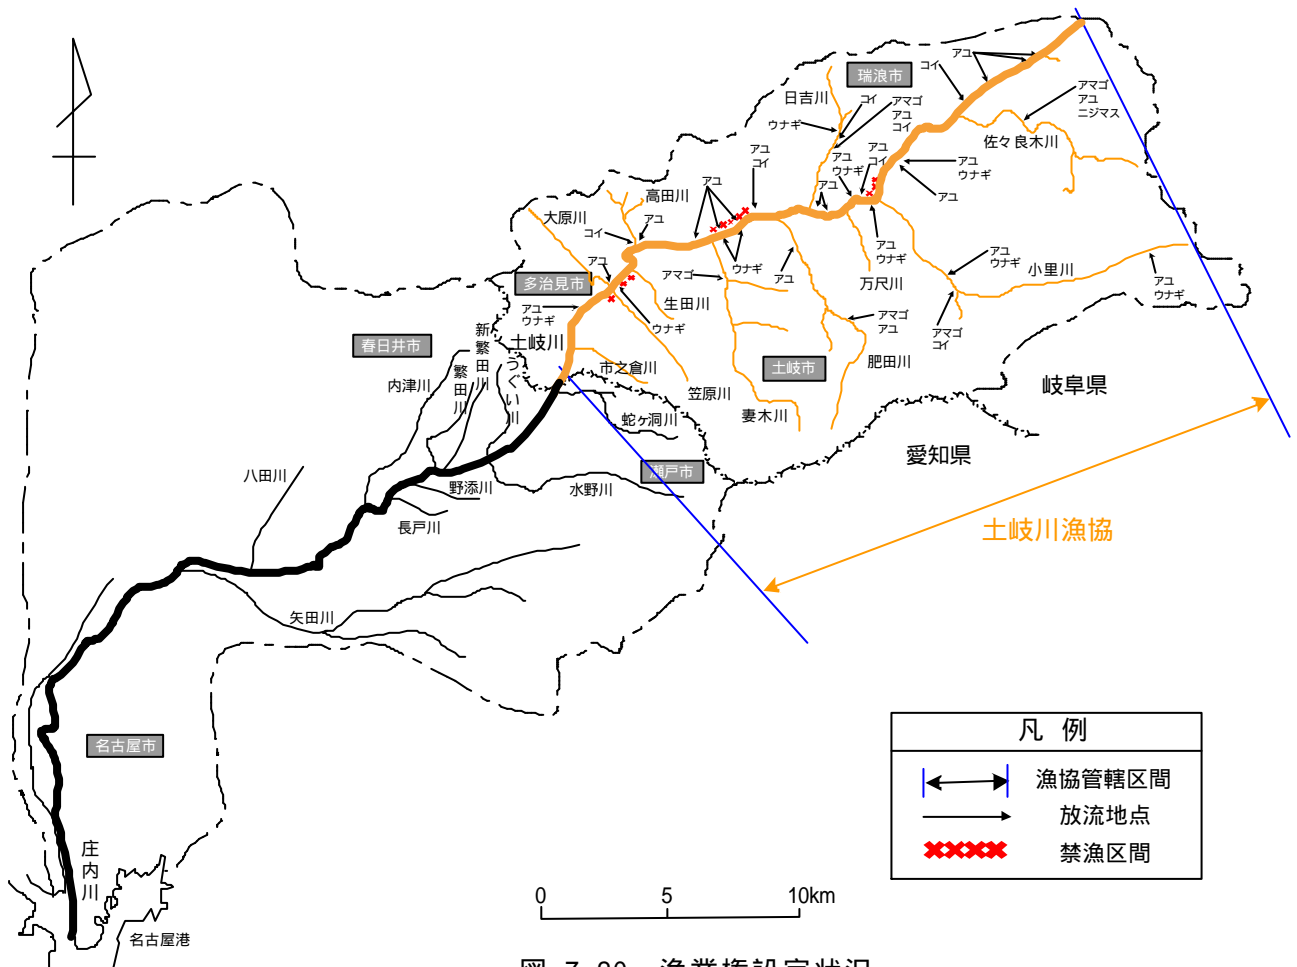 アユ
コイ
瑞浪市
日吉川
コイ
アマゴ
アユ
コイ
ウナギ
アマゴ
アユ
ニジマス
佐々良木川
アユ
コイ
アユ
コイ
アユ
ウナギ
アユ
ウナギ
アユ
アユ
アユ
高田川
大原川
アユ
コイ
アユ
多治見市
アユ
ウナギ
ウナギ
アマゴ
ウナギ
アユ
生田川
アユ
ウナギ
万尺川
アユ
ウナギ
小里川
アユ
ウナギ
アマゴ
コイ
アマゴ
アユ
肥田川
土岐市
土岐川
新繁田川
春日井市
内津川
繁田川
うぐい川
市之倉川
笠原川
妻木川
蛇ヶ洞川
岐阜県
愛知県
瀬戸市
八田川
野添川
水野川
長戸川
土岐川漁協
矢田川
名古屋市
庄内川
名古屋港
凡 例
漁協管轄区間
放流地点
禁漁区間
0 5 10km